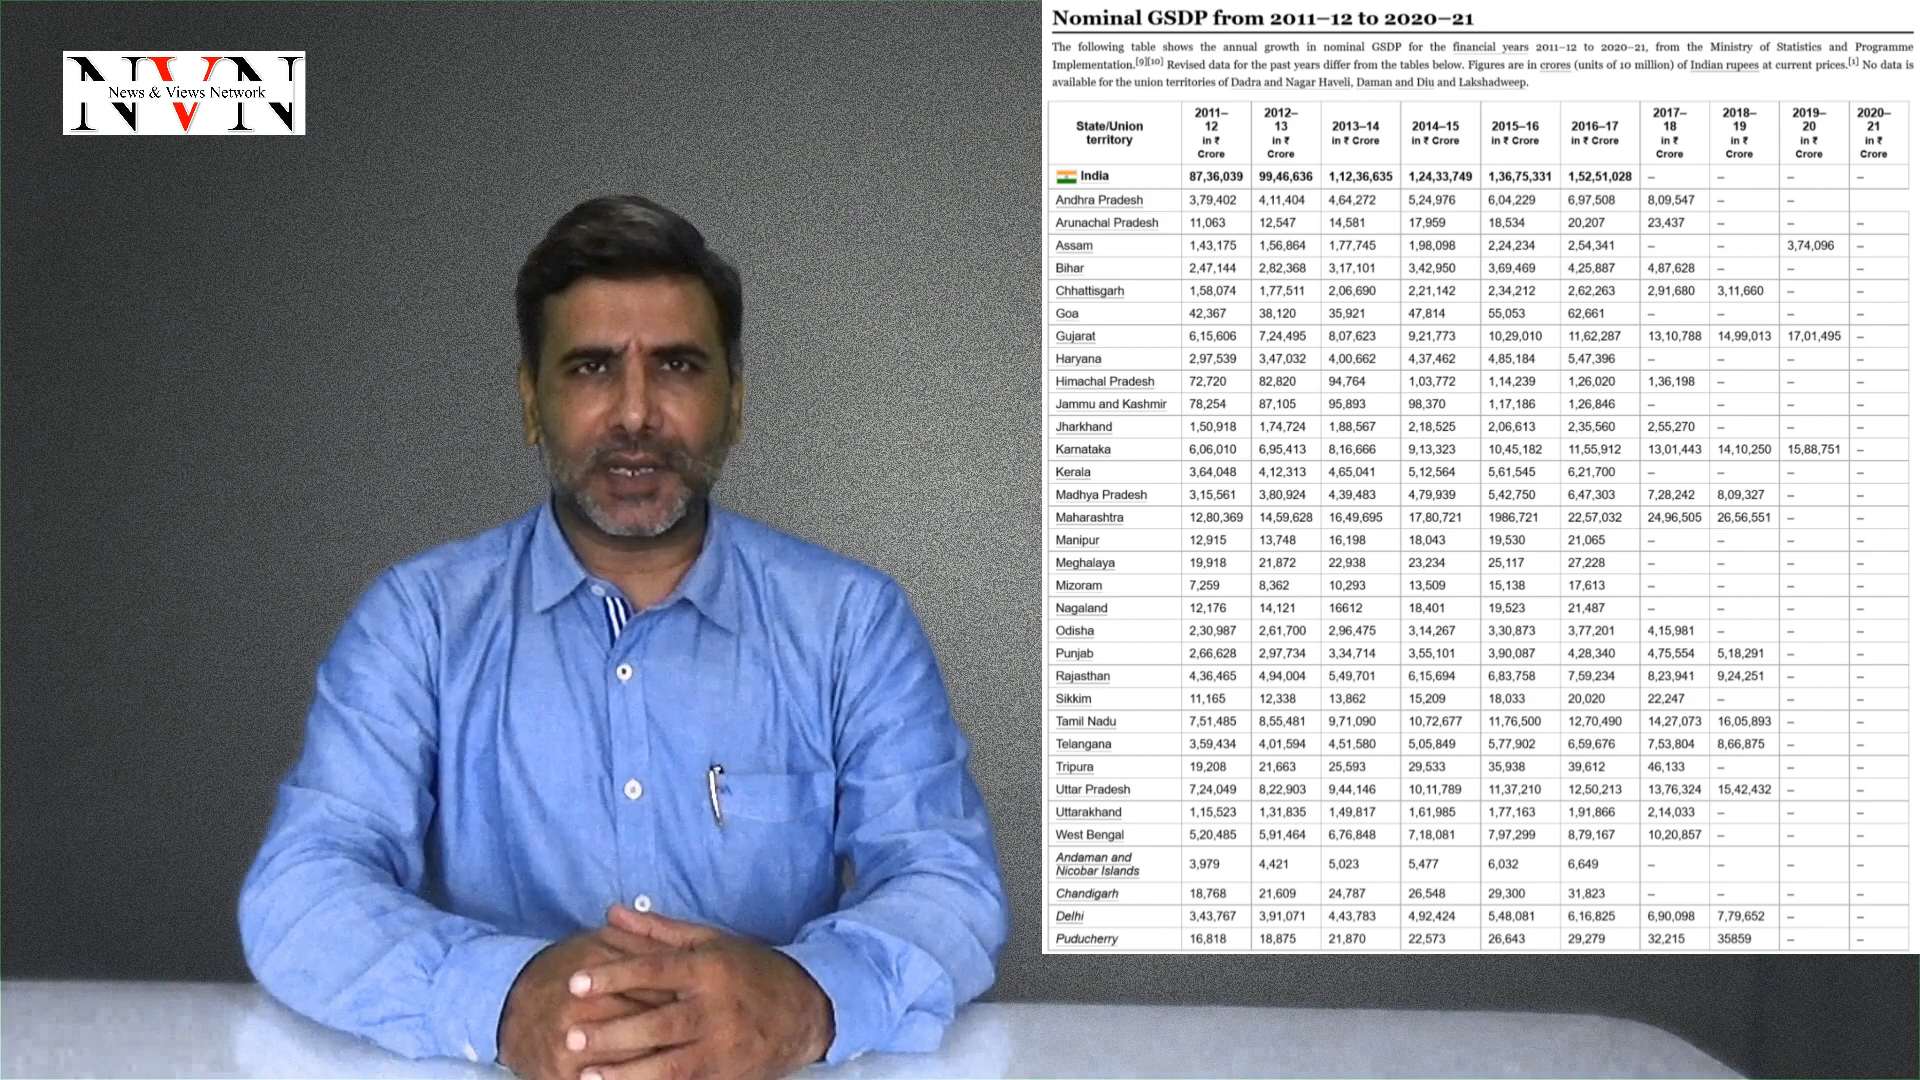 NVN
News & Views Network
Nominal GSDP from 2011–12 to 2020–21
The following table shows the annual growth in nominal GSDP for the financial years 2011–12 to 2020–21, from the Ministry of Statistics and Programme
Implementation.[9][10] Revised data for the past years differ from the tables below. Figures are in crores (units of 10 million) of Indian rupees at current prices.[1] No data is
available for the union territories of Dadra and Nagar Haveli, Daman and Diu and Lakshadweep.
State/Union territory 2011–12 in ₹ Crore 2012–13 in ₹ Crore 2013–14 in ₹ Crore 2014–15 in ₹ Crore 2015–16 in ₹ Crore 2016–17 in ₹ Crore 2017–18 in ₹ Crore 2018–19 in ₹ Crore 2019–20 in ₹ Crore 2020–21 in ₹ Crore
India 87,36,039 99,46,636 1,12,36,635 1,24,33,749 1,36,75,331 1,52,51,028 – – – –
Andhra Pradesh 3,79,402 4,11,404 4,64,272 5,24,976 6,04,229 6,97,508 8,09,547 – –
Arunachal Pradesh 11,063 12,547 14,581 17,959 18,534 20,207 23,437 – – –
Assam 1,43,175 1,56,864 1,77,745 1,98,098 2,24,234 2,54,341 – – 3,74,096 –
Bihar 2,47,144 2,82,368 3,17,101 3,42,950 3,69,469 4,25,887 4,87,628 – – –
Chhattisgarh 1,58,074 1,77,511 2,06,690 2,21,142 2,34,212 2,62,263 2,91,680 3,11,660 – –
Goa 42,367 38,120 35,921 47,814 55,053 62,661 – – – –
Gujarat 6,15,606 7,24,495 8,07,623 9,21,773 10,29,010 11,62,287 13,10,788 14,99,013 17,01,495 –
Haryana 2,97,539 3,47,032 4,00,662 4,37,462 4,85,184 5,47,396 – – – –
Himachal Pradesh 72,720 82,820 94,764 1,03,772 1,14,239 1,26,020 1,36,198 – – –
Jammu and Kashmir 78,254 87,105 95,893 98,370 1,17,186 1,26,846 – – – –
Jharkhand 1,50,918 1,74,724 1,88,567 2,18,525 2,06,613 2,35,560 2,55,270 – – –
Karnataka 6,06,010 6,95,413 8,16,666 9,13,323 10,45,182 11,55,912 13,01,443 14,10,250 15,88,751 –
Kerala 3,64,048 4,12,313 4,65,041 5,12,564 5,61,545 6,21,700 – – – –
Madhya Pradesh 3,15,561 3,80,924 4,39,483 4,79,939 5,42,750 6,47,303 7,28,242 8,09,327 – –
Maharashtra 12,80,369 14,59,628 16,49,695 17,80,721 1986,721 22,57,032 24,96,505 26,56,551 – –
Manipur 12,915 13,748 16,198 18,043 19,530 21,065 – – – –
Meghalaya 19,918 21,872 22,938 23,234 25,117 27,228 – – – –
Mizoram 7,259 8,362 10,293 13,509 15,138 17,613 – – – –
Nagaland 12,176 14,121 16612 18,401 19,523 21,487 – – – –
Odisha 2,30,987 2,61,700 2,96,475 3,14,267 3,30,873 3,77,201 4,15,981 – – –
Punjab 2,66,628 2,97,734 3,34,714 3,55,101 3,90,087 4,28,340 4,75,554 5,18,291 – –
Rajasthan 4,36,465 4,94,004 5,49,701 6,15,694 6,83,758 7,59,234 8,23,941 9,24,251 – –
Sikkim 11,165 12,338 13,862 15,209 18,033 20,020 22,247 – – –
Tamil Nadu 7,51,485 8,55,481 9,71,090 10,72,677 11,76,500 12,70,490 14,27,073 16,05,893 – –
Telangana 3,59,434 4,01,594 4,51,580 5,05,849 5,77,902 6,59,676 7,53,804 8,66,875 – –
Tripura 19,208 21,663 25,593 29,533 35,938 39,612 46,133 – – –
Uttar Pradesh 7,24,049 8,22,903 9,44,146 10,11,789 11,37,210 12,50,213 13,76,324 15,42,432 – –
Uttarakhand 1,15,523 1,31,835 1,49,817 1,61,985 1,77,163 1,91,866 2,14,033 – – –
West Bengal 5,20,485 5,91,464 6,76,848 7,18,081 7,97,299 8,79,167 10,20,857 – – –
Andaman and Nicobar Islands 3,979 4,421 5,023 5,477 6,032 6,649 – – – –
Chandigarh 18,768 21,609 24,787 26,548 29,300 31,823 – – – –
Delhi 3,43,767 3,91,071 4,43,783 4,92,424 5,48,081 6,16,825 6,90,098 7,79,652 – –
Puducherry 16,818 18,875 21,870 22,573 26,643 29,279 32,215 35859 – –